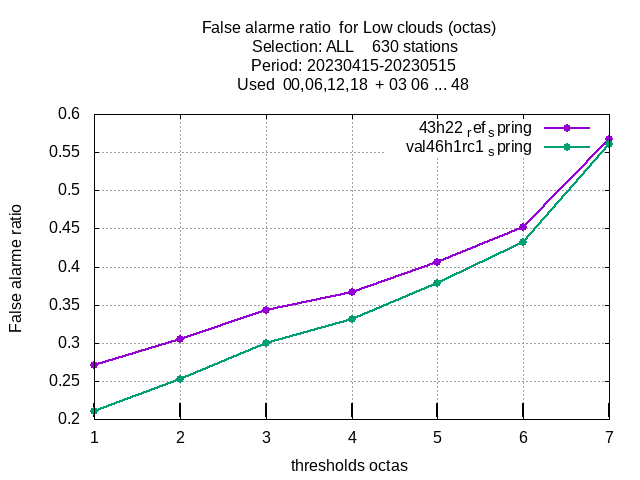 False alarme ratio  for Low clouds (octas)
Selection: ALL    630 stations
Period: 20230415-20230515
Used  00,06,12,18  + 03 06 ... 48
0.6
0.55
0.5
0.45
0.4
0.35
0.3
0.25
0.2
False alarme ratio
43h22 refspring
val46h1rc1 spring
1 2 3 4 5 6 7
thresholds octas